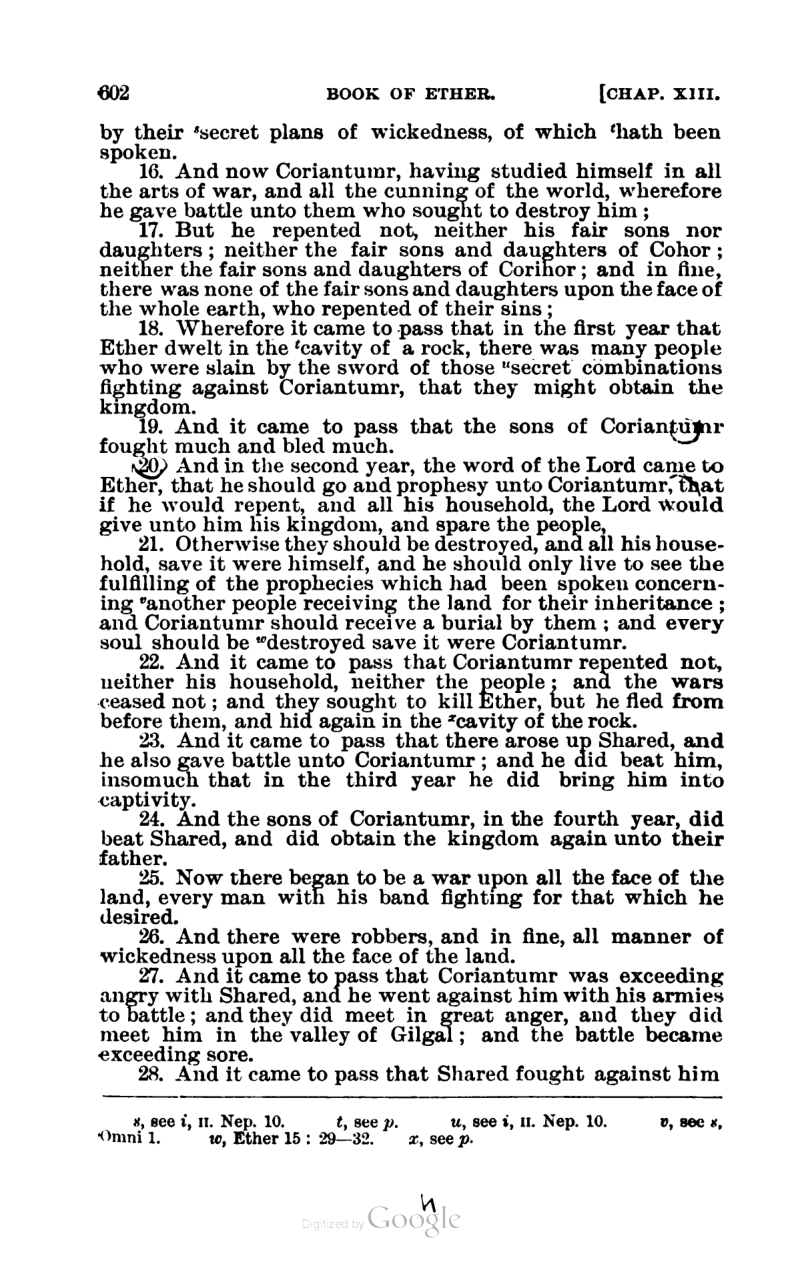 602 BOOK OF ETHER. [CHAP. XIII.
by their ˢsecret plans of wickedness, of which ᵗhath been
spoken.
16. And now Coriantumr, having studied himself in all
the arts of war, and all the cunning of the world, wherefore
he gave battle unto them who sought to destroy him ;
17. But he repented not, neither his fair sons nor
daughters ; neither the fair sons and daughters of Cohor ;
neither the fair sons and daughters of Corihor ; and in fine,
there was none of the fair sons and daughters upon the face of
the whole earth, who repented of their sins ;
18. Wherefore it came to pass that in the first year that
Ether dwelt in the ᵗcavity of a rock, there was many people
who were slain by the sword of those ᵘsecret combinations
fighting against Coriantumr, that they might obtain the
kingdom.
19. And it came to pass that the sons of Coriantumr
fought much and bled much.
20. And in the second year, the word of the Lord came to
Ether, that he should go and prophesy unto Coriantumr, that
if he would repent, and all his household, the Lord would
give unto him his kingdom, and spare the people,
21. Otherwise they should be destroyed, and all his house-
hold, save it were himself, and he should only live to see the
fulfilling of the prophecies which had been spoken concern-
ing ᵛanother people receiving the land for their inheritance ;
and Coriantumr should receive a burial by them ; and every
soul should be ʷdestroyed save it were Coriantumr.
22. And it came to pass that Coriantumr repented not,
neither his household, neither the people ; and the wars
ceased not ; and they sought to kill Ether, but he fled from
before them, and hid again in the ˣcavity of the rock.
23. And it came to pass that there arose up Shared, and
he also gave battle unto Coriantumr ; and he did beat him,
insomuch that in the third year he did bring him into
captivity.
24. And the sons of Coriantumr, in the fourth year, did
beat Shared, and did obtain the kingdom again unto their
father.
25. Now there began to be a war upon all the face of the
land, every man with his band fighting for that which he
desired.
26. And there were robbers, and in fine, all manner of
wickedness upon all the face of the land.
27. And it came to pass that Coriantumr was exceeding
angry with Shared, and he went against him with his armies
to battle ; and they did meet in great anger, and they did
meet him in the valley of Gilgal ; and the battle became
exceeding sore.
28. And it came to pass that Shared fought against him
s, see i, II. Nep. 10. t, see p. u, see i, II. Nep. 10. v, see s,
Omni 1. w, Ether 15 : 29—32. x, see p.
Digitized by Google